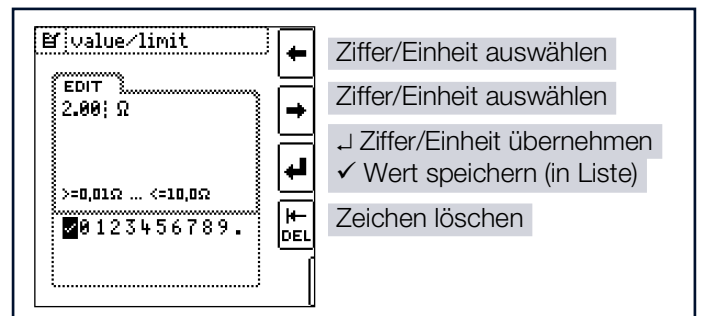 value/limit
Ziffer/Einheit auswählen
EDIT
Ziffer/Einheit auswählen
2.00 Ω
↵ Ziffer/Einheit übernehmen
✓ Wert speichern (in Liste)
>=0,01Ω ... <=10,0Ω
✓0123456789.
DEL
Zeichen löschen